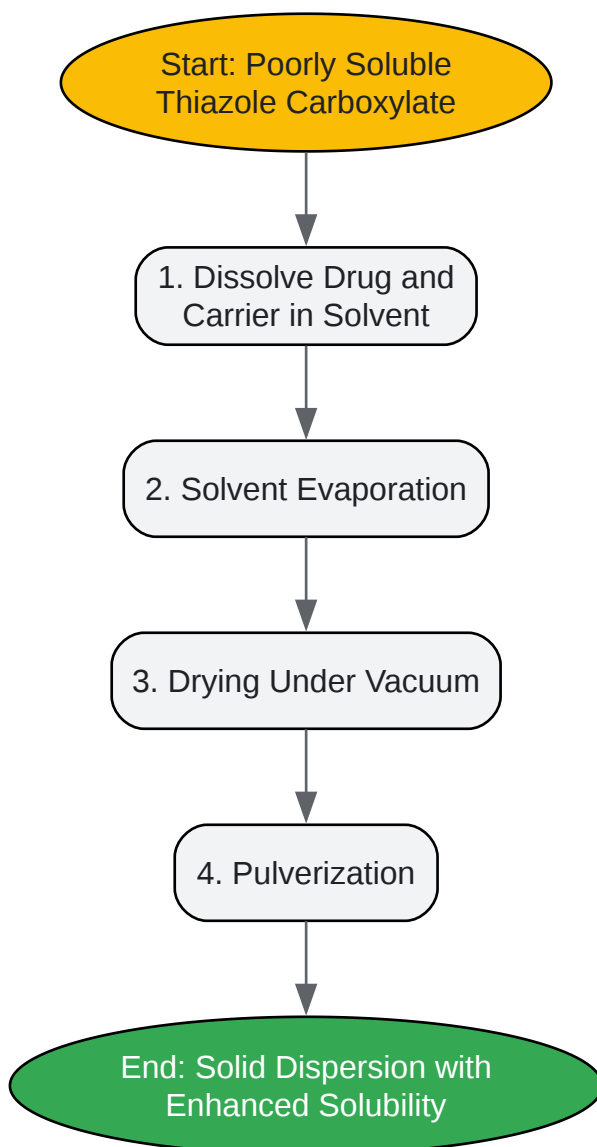 Start: Poorly Soluble
Thiazole Carboxylate
1. Dissolve Drug and
Carrier in Solvent
2. Solvent Evaporation
3. Drying Under Vacuum
4. Pulverization
End: Solid Dispersion with
Enhanced Solubility